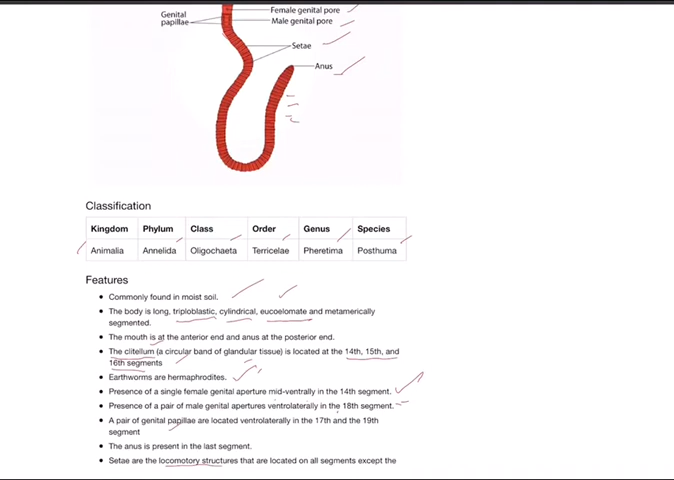 Female genital pore
Genital
papillae
Male genital pore
Setae
Anus
Classification
Kingdom Phylum Class Order Genus Species
Animalia Annelida Oligochaeta Terricelae Pheretima Posthuma
Features
• Commonly found in moist soil.
• The body is long, triploblastic, cylindrical, eucoelomate and metamerically
segmented.
• The mouth is at the anterior end and anus at the posterior end.
• The clitellum (a circular band of glandular tissue) is located at the 14th, 15th, and
16th segments
• Earthworms are hermaphrodites.
• Presence of a single female genital aperture mid-ventrally in the 14th segment.
• Presence of a pair of male genital apertures ventrolaterally in the 18th segment.
• A pair of genital papillae are located ventrolaterally in the 17th and the 19th
segment
• The anus is present in the last segment.
• Setae are the locomotory structures that are located on all segments except the